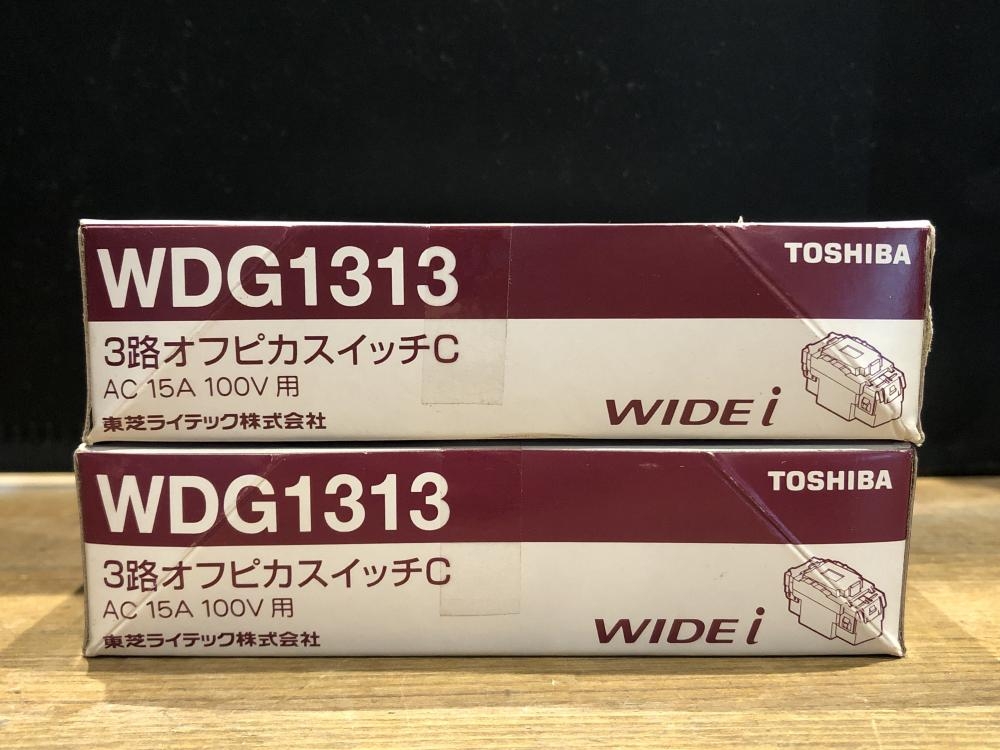 WDG1313
TOSHIBA
3路オフピカスイッチC
AC 15A 100V 用
東芝ライテック株式会社
WIDE i
WDG1313
TOSHIBA
3路オフピカスイッチC
AC 15A 100V 用
東芝ライテック株式会社
WIDE i